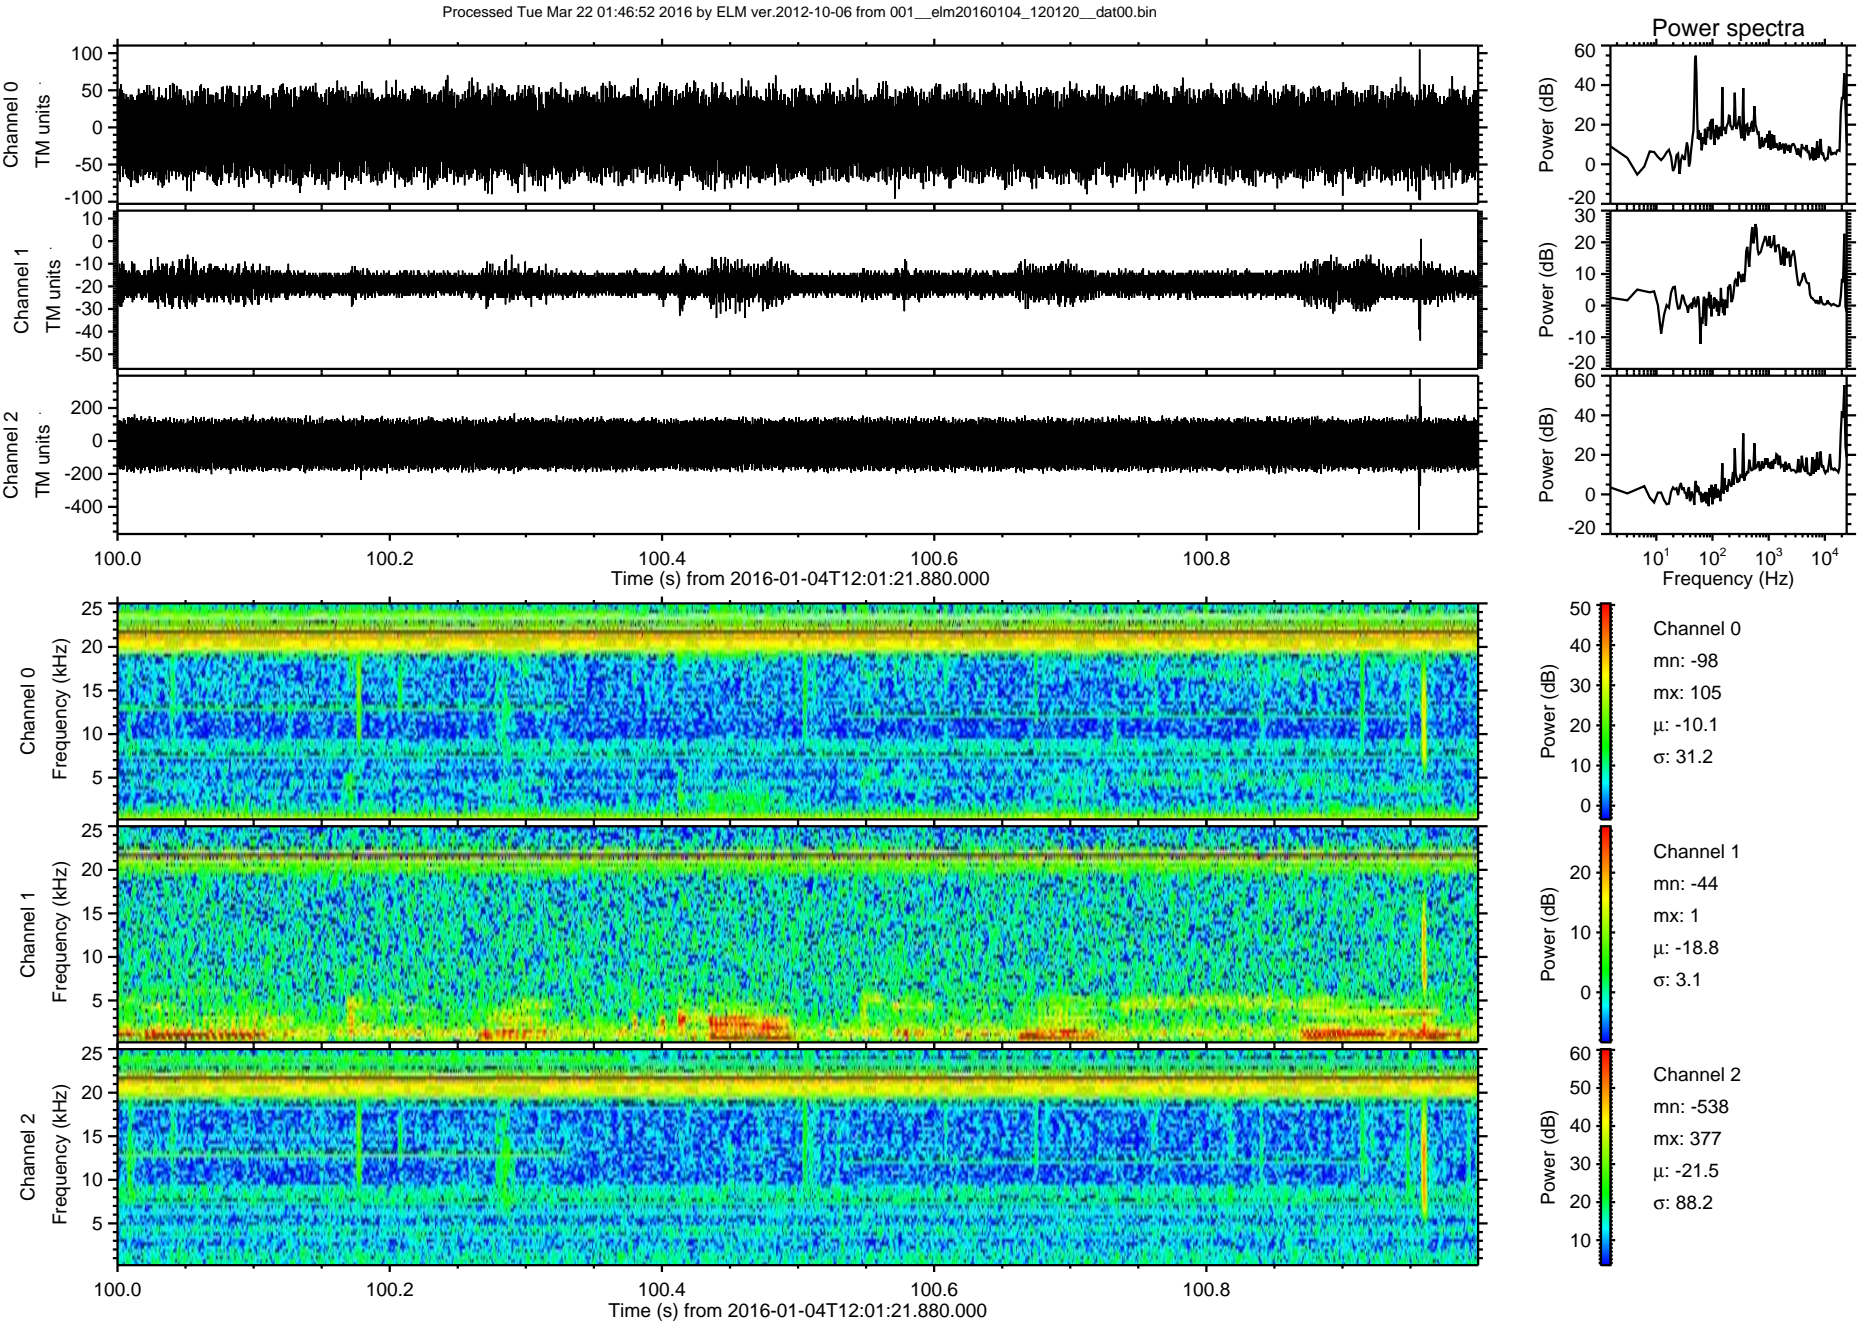 Processed Tue Mar 22 01:46:52 2016 by ELM ver.2012-10-06 from 001__elm20160104_120120__dat00.bin
Power spectra
Channel 0
TM units
100
50
0
-50
-100
Power (dB)
60
40
20
0
-20
Channel 1
TM units
10
0
-10
-20
-30
-40
-50
Power (dB)
30
20
10
0
-10
-20
Channel 2
TM units
200
0
-200
-400
Power (dB)
60
40
20
0
-20
100.0 100.2 100.4 100.6 100.8
Time (s) from 2016-01-04T12:01:21.880.000
10^1 10^2 10^3 10^4
Frequency (Hz)
Channel 0
Frequency (kHz)
25
20
15
10
5
Power (dB)
50
40
30
20
10
0
Channel 0
mn: -98
mx: 105
μ: -10.1
σ: 31.2
Channel 1
Frequency (kHz)
25
20
15
10
5
Power (dB)
20
10
0
Channel 1
mn: -44
mx: 1
μ: -18.8
σ: 3.1
Channel 2
Frequency (kHz)
25
20
15
10
5
Power (dB)
60
50
40
30
20
10
Channel 2
mn: -538
mx: 377
μ: -21.5
σ: 88.2
100.0 100.2 100.4 100.6 100.8
Time (s) from 2016-01-04T12:01:21.880.000